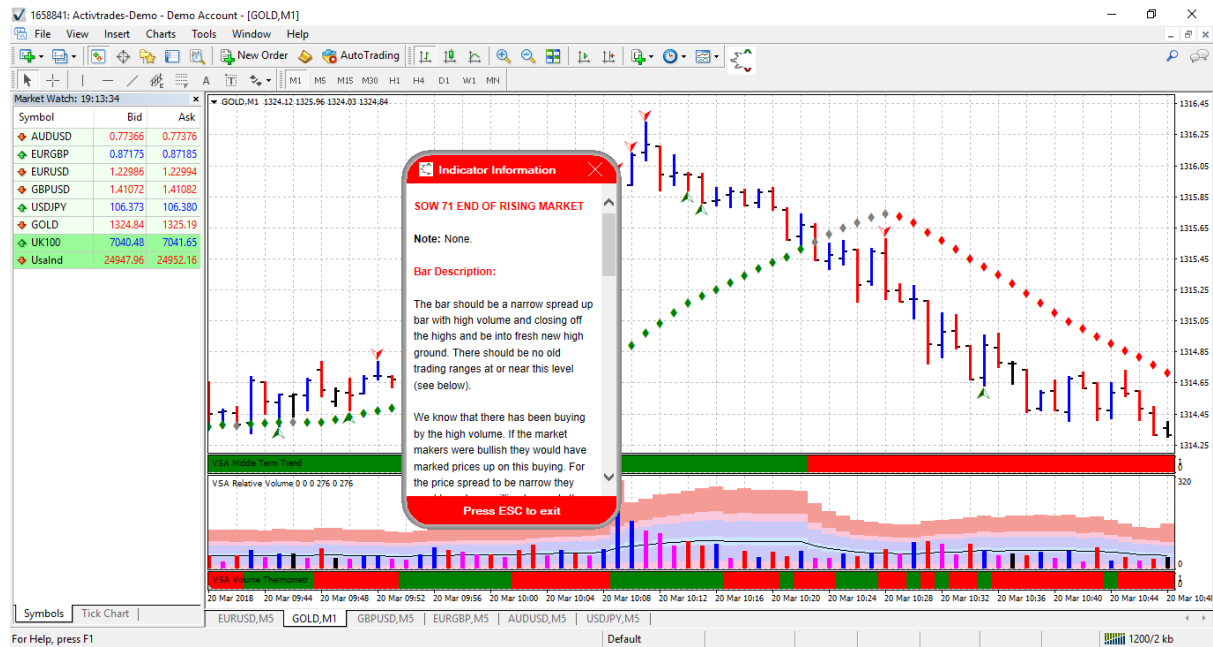 1658841: Activtrades-Demo - Demo Account - [GOLD,M1]
File View Insert Charts Tools Window Help
New Order AutoTrading
A T M1 M5 M15 M30 H1 H4 D1 W1 MN
Market Watch: 19:13:34
Symbol Bid Ask
AUDUSD 0.77366 0.77376
EURGBP 0.87175 0.87185
EURUSD 1.22986 1.22994
GBPUSD 1.41072 1.41082
USDJPY 106.373 106.380
GOLD 1324.84 1325.19
UK100 7040.48 7041.65
UsaInd 24947.96 24952.16
Symbols Tick Chart
GOLD,M1 1324.12 1325.96 1324.03 1324.84
1316.45
1316.25
1316.05
1315.85
1315.65
1315.45
1315.25
1315.05
1314.85
1314.65
1314.45
1314.25
Indicator Information
SOW 71 END OF RISING MARKET
Note: None.
Bar Description:
The bar should be a narrow spread up
bar with high volume and closing off
the highs and be into fresh new high
ground. There should be no old
trading ranges at or near this level
(see below).
We know that there has been buying
by the high volume. If the market
makers were bullish they would have
marked prices up on this buying. For
the price spread to be narrow they
Press ESC to exit
VSA Middle Term Trend
1
0
VSA Relative Volume 0 0 0 276 0 276
320
0
VSA Volume Thermometr
1
0
20 Mar 2018 20 Mar 09:44 20 Mar 09:48 20 Mar 09:52 20 Mar 09:56 20 Mar 10:00 20 Mar 10:04 20 Mar 10:08 20 Mar 10:12 20 Mar 10:16 20 Mar 10:20 20 Mar 10:24 20 Mar 10:28 20 Mar 10:32 20 Mar 10:36 20 Mar 10:40 20 Mar 10:44 20 Mar 10:48
EURUSD,M5 GOLD,M1 GBPUSD,M5 EURGBP,M5 AUDUSD,M5 USDJPY,M5
For Help, press F1 Default 1200/2 kb